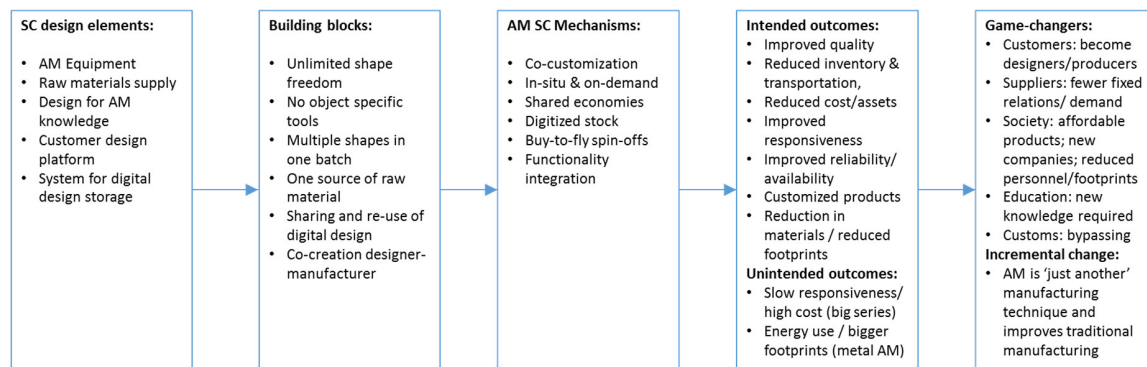 SC design elements:
• AM Equipment
• Raw materials supply
• Design for AM
knowledge
• Customer design
platform
• System for digital
design storage
Building blocks:
• Unlimited shape
freedom
• No object specific
tools
• Multiple shapes in
one batch
• One source of raw
material
• Sharing and re-use of
digital design
• Co-creation designer-
manufacturer
AM SC Mechanisms:
• Co-customization
• In-situ & on-demand
• Shared economies
• Digitized stock
• Buy-to-fly spin-offs
• Functionality
integration
Intended outcomes:
• Improved quality
• Reduced inventory &
transportation,
• Reduced cost/assets
• Improved
responsiveness
• Improved reliability/
availability
• Customized products
• Reduction in
materials / reduced
footprints
Unintended outcomes:
• Slow responsiveness/
high cost (big series)
• Energy use / bigger
footprints (metal AM)
Game-changers:
• Customers: become
designers/producers
• Suppliers: fewer fixed
relations/ demand
• Society: affordable
products; new
companies; reduced
personnel/footprints
• Education: new
knowledge required
• Customs: bypassing
Incremental change:
• AM is ‘just another’
manufacturing
technique and
improves traditional
manufacturing